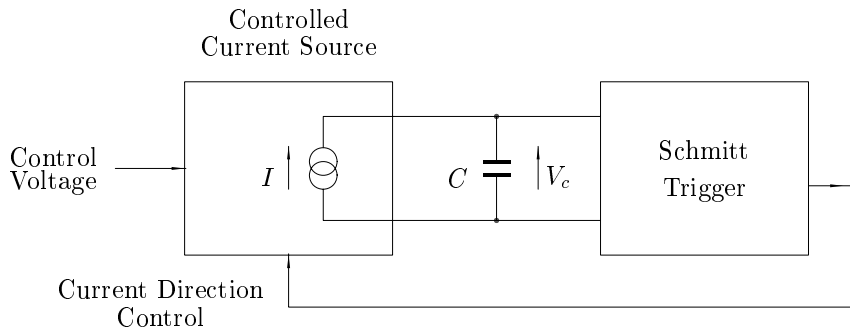 Controlled
Current Source
Control
Voltage
I
C
V_c
Schmitt
Trigger
Current Direction
Control